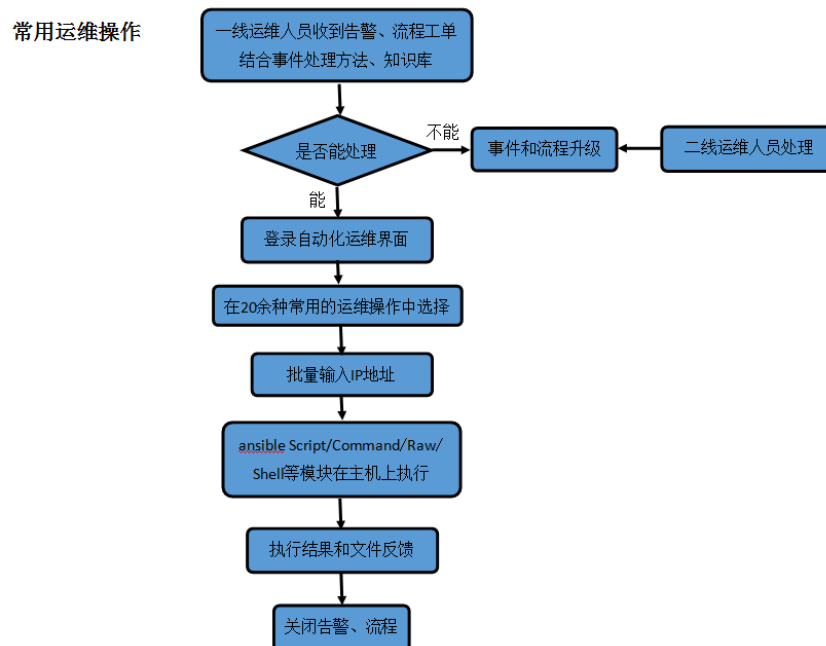 常用运维操作
一线运维人员收到告警、流程工单
结合事件处理方法、知识库
是否能处理
不能
事件和流程升级
二线运维人员处理
能
登录自动化运维界面
在20余种常用的运维操作中选择
批量输入IP地址
ansible Script/Command/Raw/
Shell等模块在主机上执行
执行结果和文件反馈
关闭告警、流程